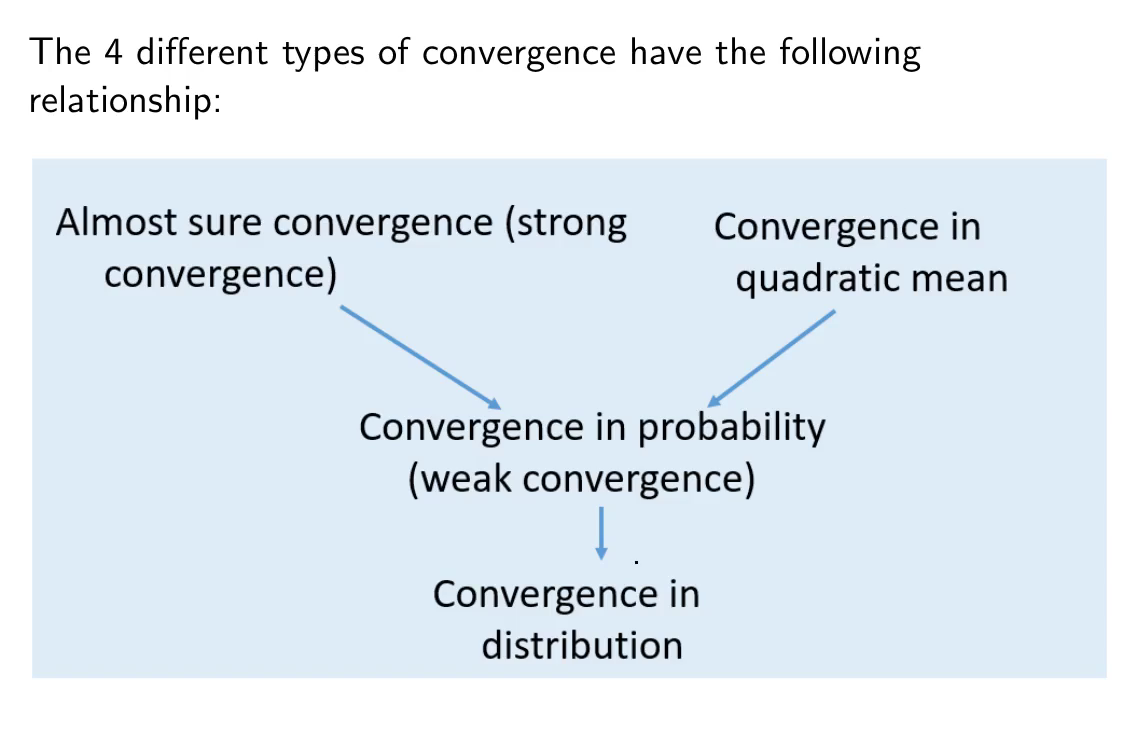 The 4 different types of convergence have the following
relationship:
Almost sure convergence (strong
convergence)
Convergence in
quadratic mean
Convergence in probability
(weak convergence)
Convergence in
distribution